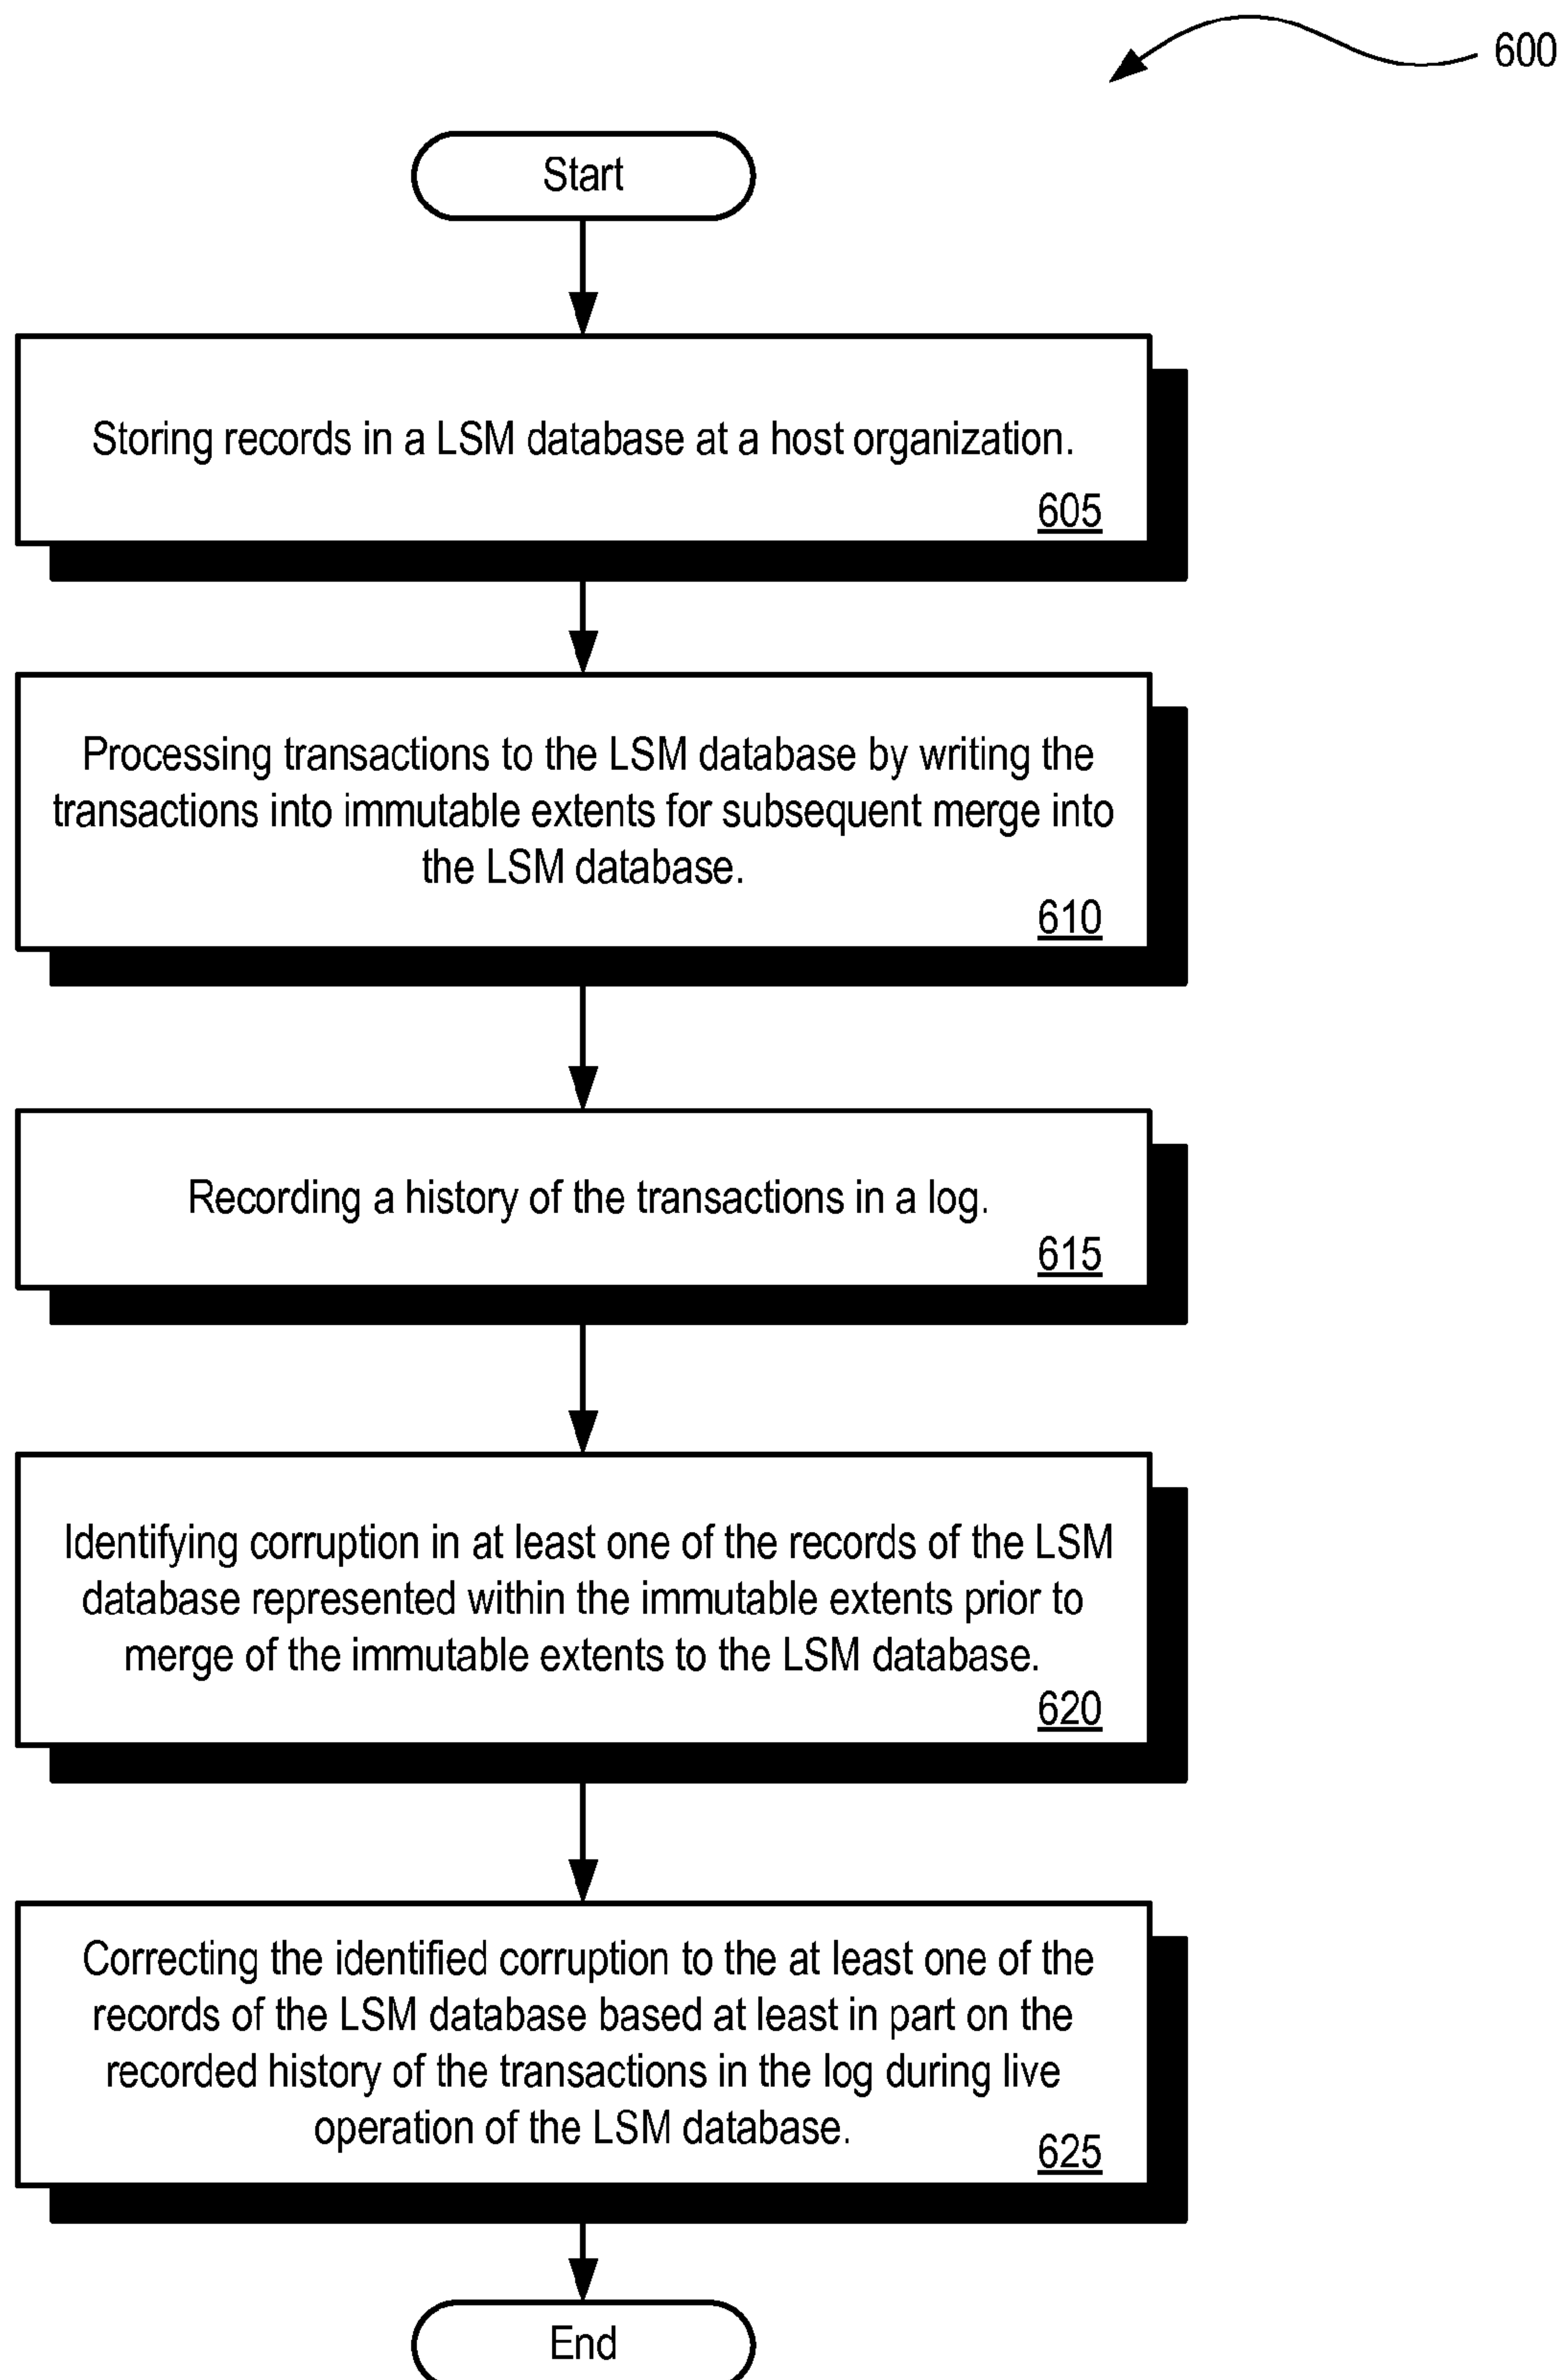 600
Start
Storing records in a LSM database at a host organization.
605
Processing transactions to the LSM database by writing the
transactions into immutable extents for subsequent merge into
the LSM database.
610
Recording a history of the transactions in a log.
615
Identifying corruption in at least one of the records of the LSM
database represented within the immutable extents prior to
merge of the immutable extents to the LSM database.
620
Correcting the identified corruption to the at least one of the
records of the LSM database based at least in part on the
recorded history of the transactions in the log during live
operation of the LSM database.
625
End